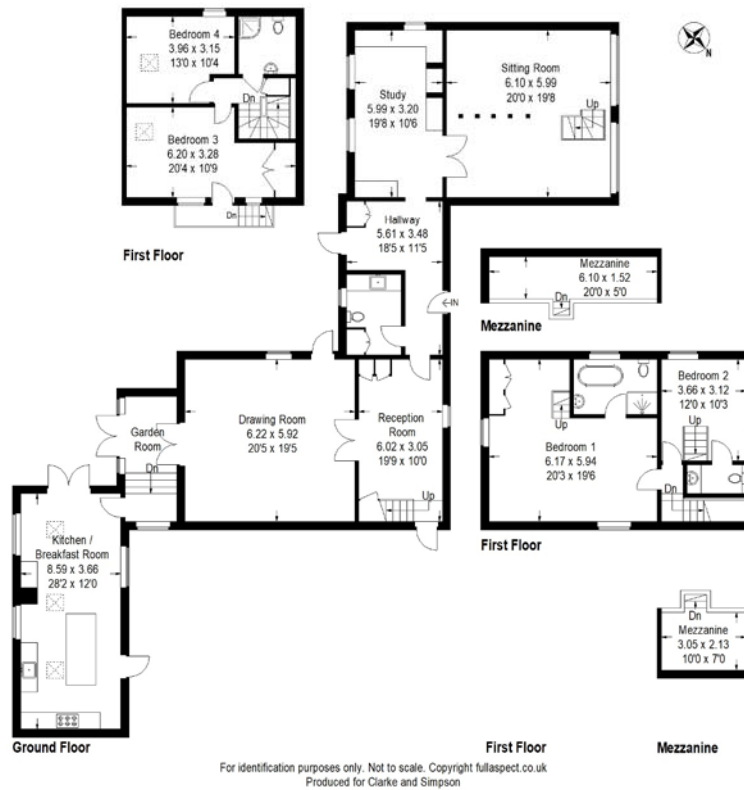 Bedroom 4
3.96 x 3.15
13'0 x 10'4
Dn
Bedroom 3
6.20 x 3.28
20'4 x 10'9
Dn
First Floor
N
Study
5.99 x 3.20
19'8 x 10'6
Sitting Room
6.10 x 5.99
20'0 x 19'8
Up
Hallway
5.61 x 3.48
18'5 x 11'5
IN
Mezzanine
6.10 x 1.52
20'0 x 5'0
Dn
Mezzanine
Garden
Room
Dn
Drawing Room
6.22 x 5.92
20'5 x 19'5
Reception
Room
6.02 x 3.05
19'9 x 10'0
Up
Bedroom 2
3.66 x 3.12
12'0 x 10'3
Up
Up
Bedroom 1
6.17 x 5.94
20'3 x 19'6
Dn
First Floor
Kitchen /
Breakfast Room
8.59 x 3.66
28'2 x 12'0
Ground Floor
Dn
Mezzanine
3.05 x 2.13
10'0 x 7'0
First Floor
Mezzanine
For identification purposes only. Not to scale. Copyright fullaspect.co.uk
Produced for Clarke and Simpson